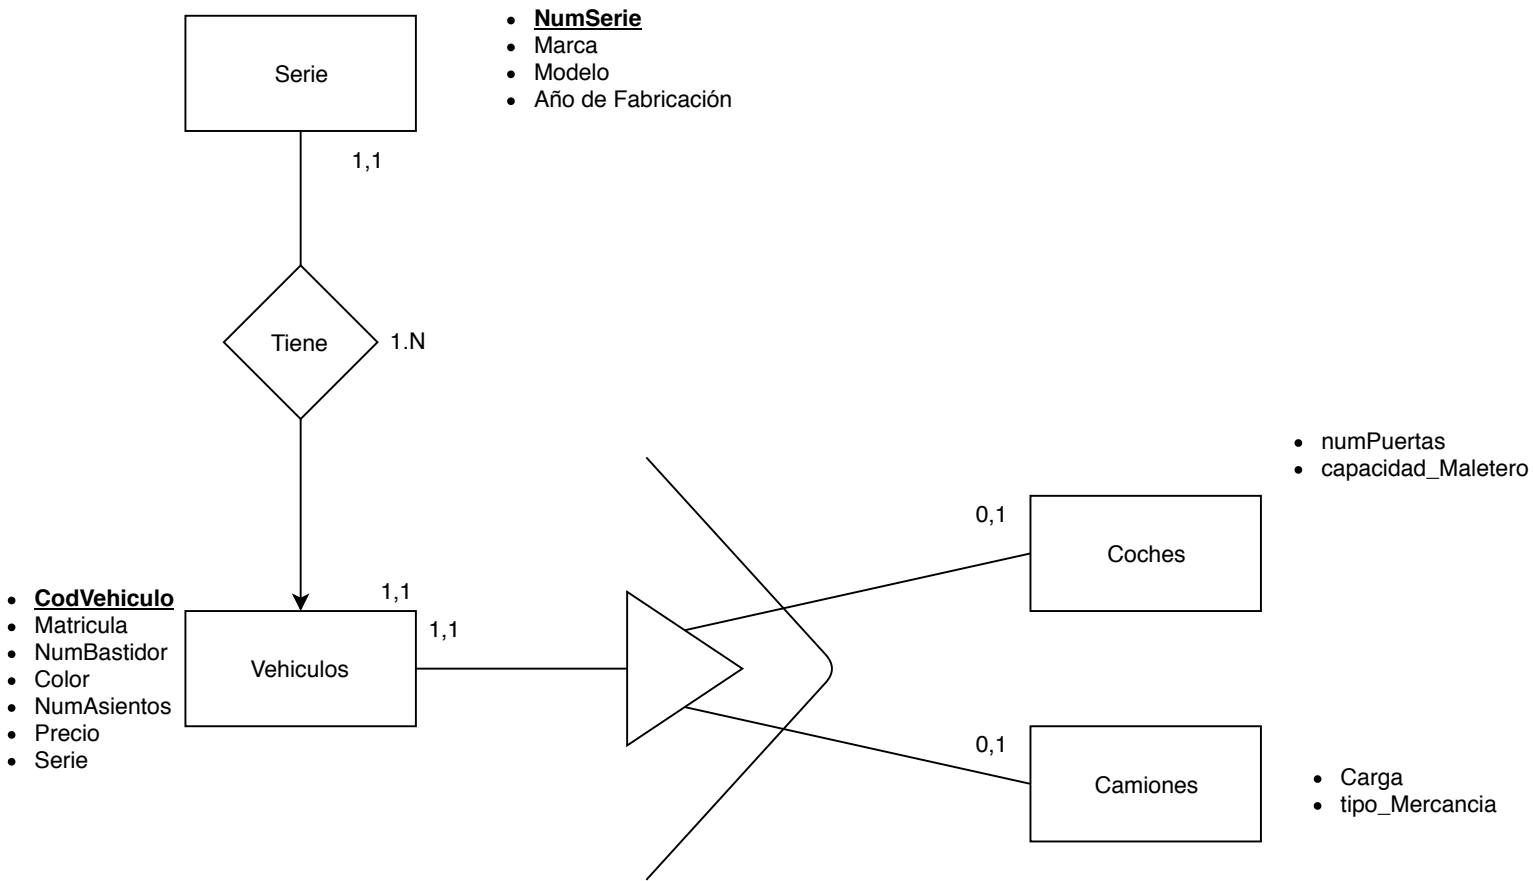 Serie
NumSerie
Marca
Modelo
Año de Fabricación
1,1
Tiene
1.N
CodVehiculo
Matricula
NumBastidor
Color
NumAsientos
Precio
Serie
1,1
1,1
Vehiculos
numPuertas
capacidad_Maletero
0,1
Coches
0,1
Camiones
Carga
tipo_Mercancia